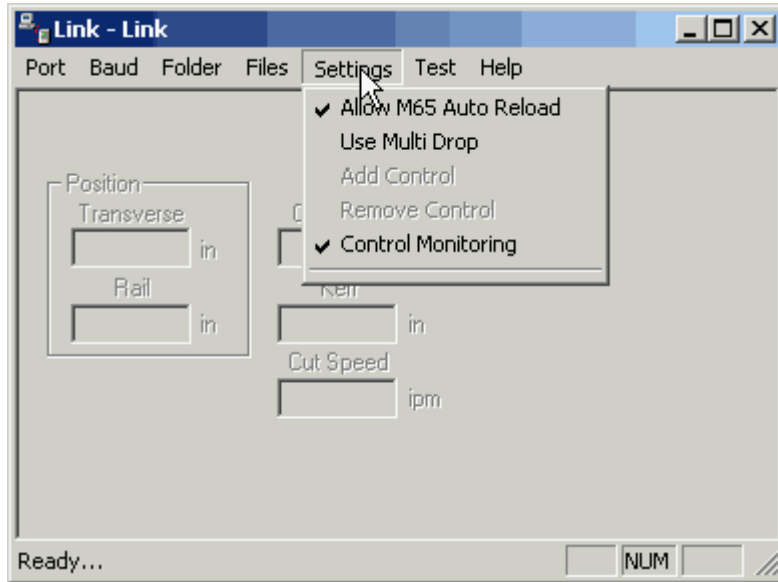 Link - Link
Port Baud Folder Files Settings Test Help
Allow M65 Auto Reload
Use Multi Drop
Add Control
Remove Control
Control Monitoring
Position
Transverse
in
Rail
in
Kerf
in
Cut Speed
ipm
Ready...
NUM